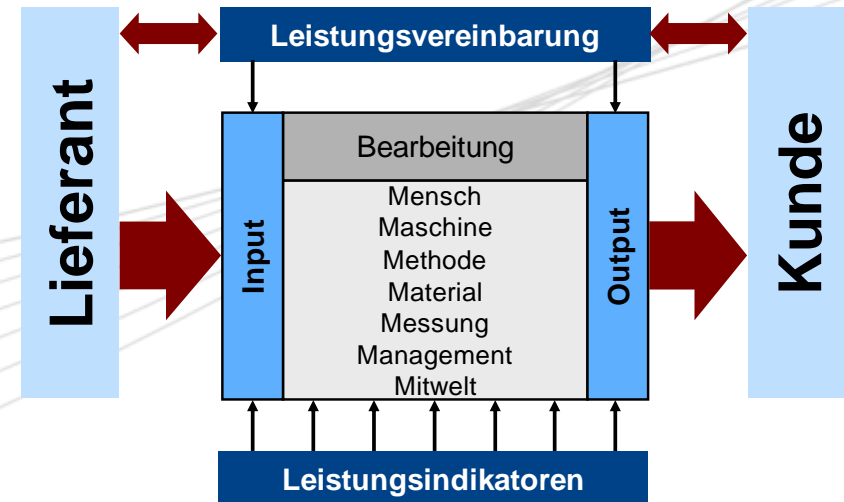 Leistungsvereinbarung
Lieferant
Input
Bearbeitung
Mensch
Maschine
Methode
Material
Messung
Management
Mitwelt
Output
Kunde
Leistungsindikatoren